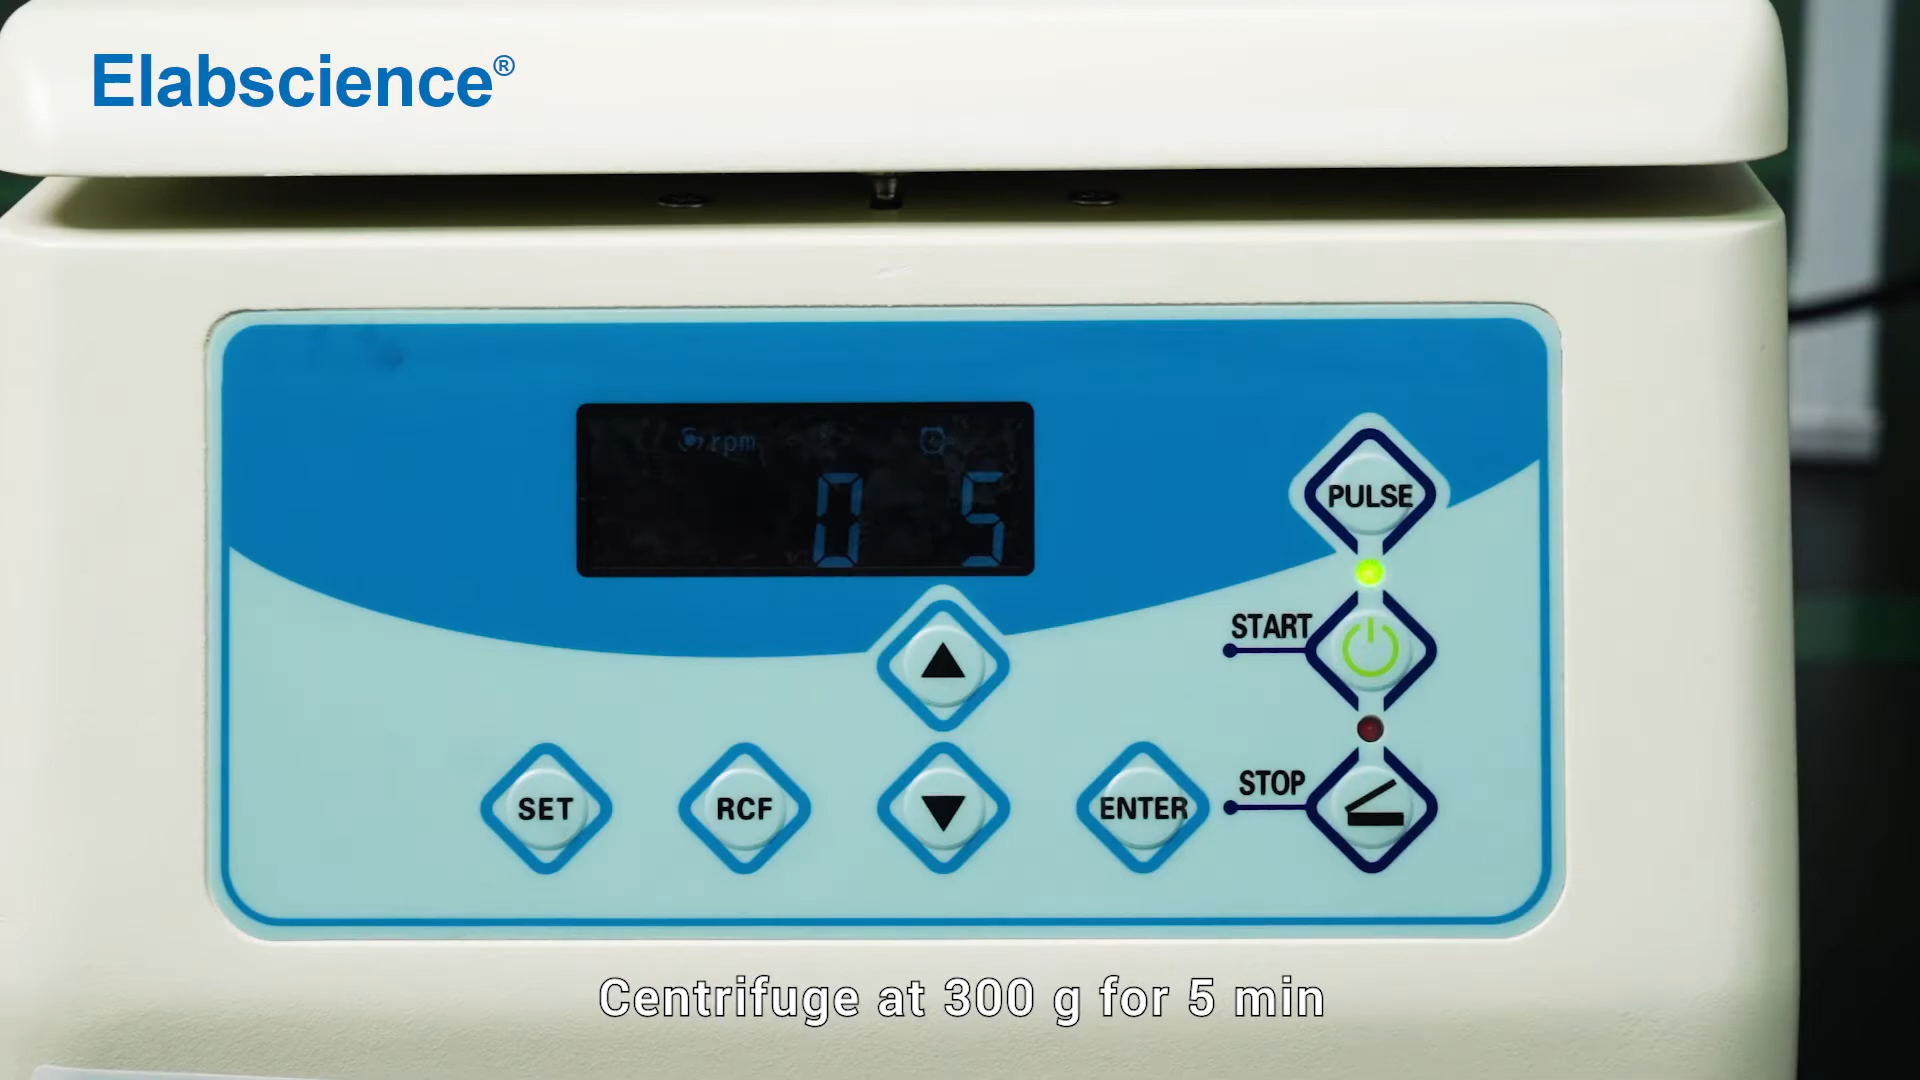 Elabscience®
rpm
0 5
PULSE
START
SET
RCF
ENTER
STOP
Centrifuge at 300 g for 5 min